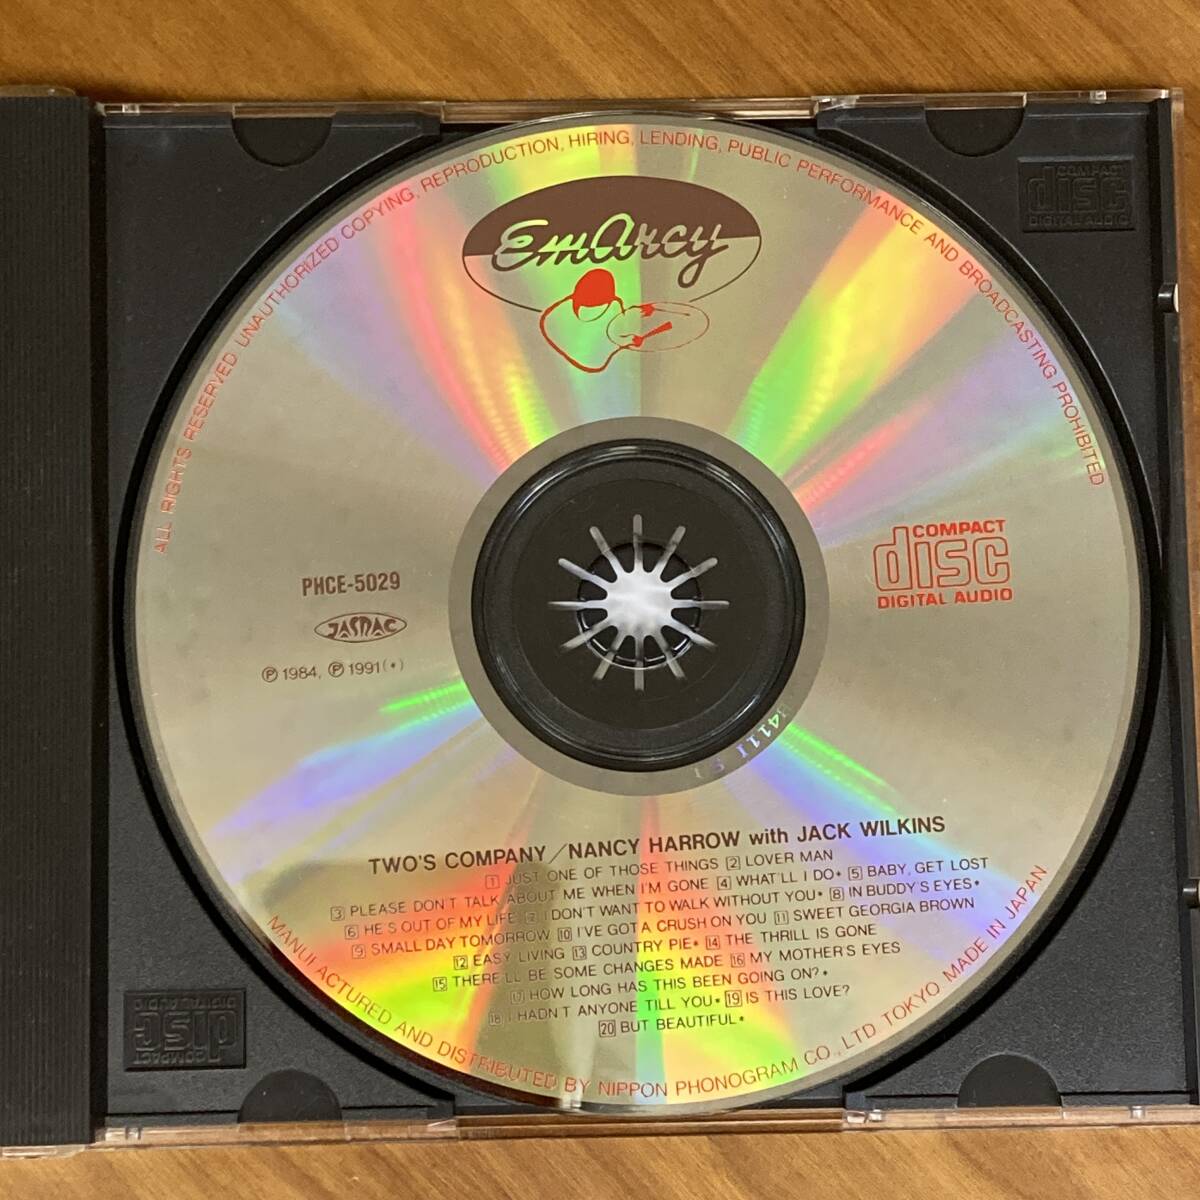 ALL RIGHTS RESERVED UNAUTHORIZED COPYING, REPRODUCTION, HIRING, LENDING, PUBLIC PERFORMANCE AND BROADCASTING PROHIBITED
EmArcy
COMPACT
disc
DIGITAL AUDIO
COMPACT
disc
DIGITAL AUDIO
PHCE-5029
JASRAC
Ⓟ 1984, Ⓟ 1991(*)
TWO'S COMPANY/NANCY HARROW with JACK WILKINS
1 JUST ONE OF THOSE THINGS 2 LOVER MAN
3 PLEASE DON'T TALK ABOUT ME WHEN I'M GONE 4 WHAT'LL I DO* 5 BABY, GET LOST
6 HE'S OUT OF MY LIFE 7 I DON'T WANT TO WALK WITHOUT YOU* 8 IN BUDDY'S EYES*
9 SMALL DAY TOMORROW 10 I'VE GOT A CRUSH ON YOU 11 SWEET GEORGIA BROWN
12 EASY LIVING 13 COUNTRY PIE* 14 THE THRILL IS GONE
15 THERE'LL BE SOME CHANGES MADE 16 MY MOTHER'S EYES
17 HOW LONG HAS THIS BEEN GOING ON?*
18 I HADN'T ANYONE TILL YOU* 19 IS THIS LOVE?
20 BUT BEAUTIFUL*
MANUFACTURED AND DISTRIBUTED BY NIPPON PHONOGRAM CO., LTD. TOKYO MADE IN JAPAN
COMPACT
disc
DIGITAL AUDIO